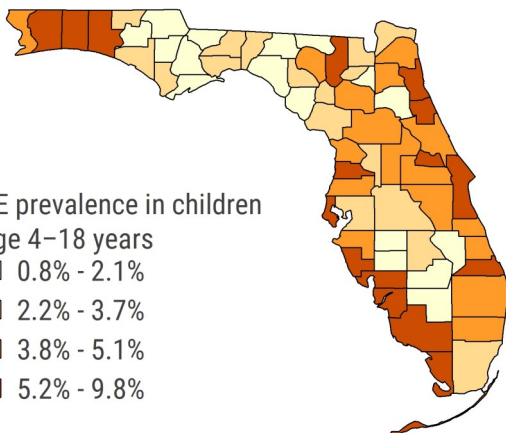 E prevalence in children
ge 4–18 years
0.8% - 2.1%
2.2% - 3.7%
3.8% - 5.1%
5.2% - 9.8%